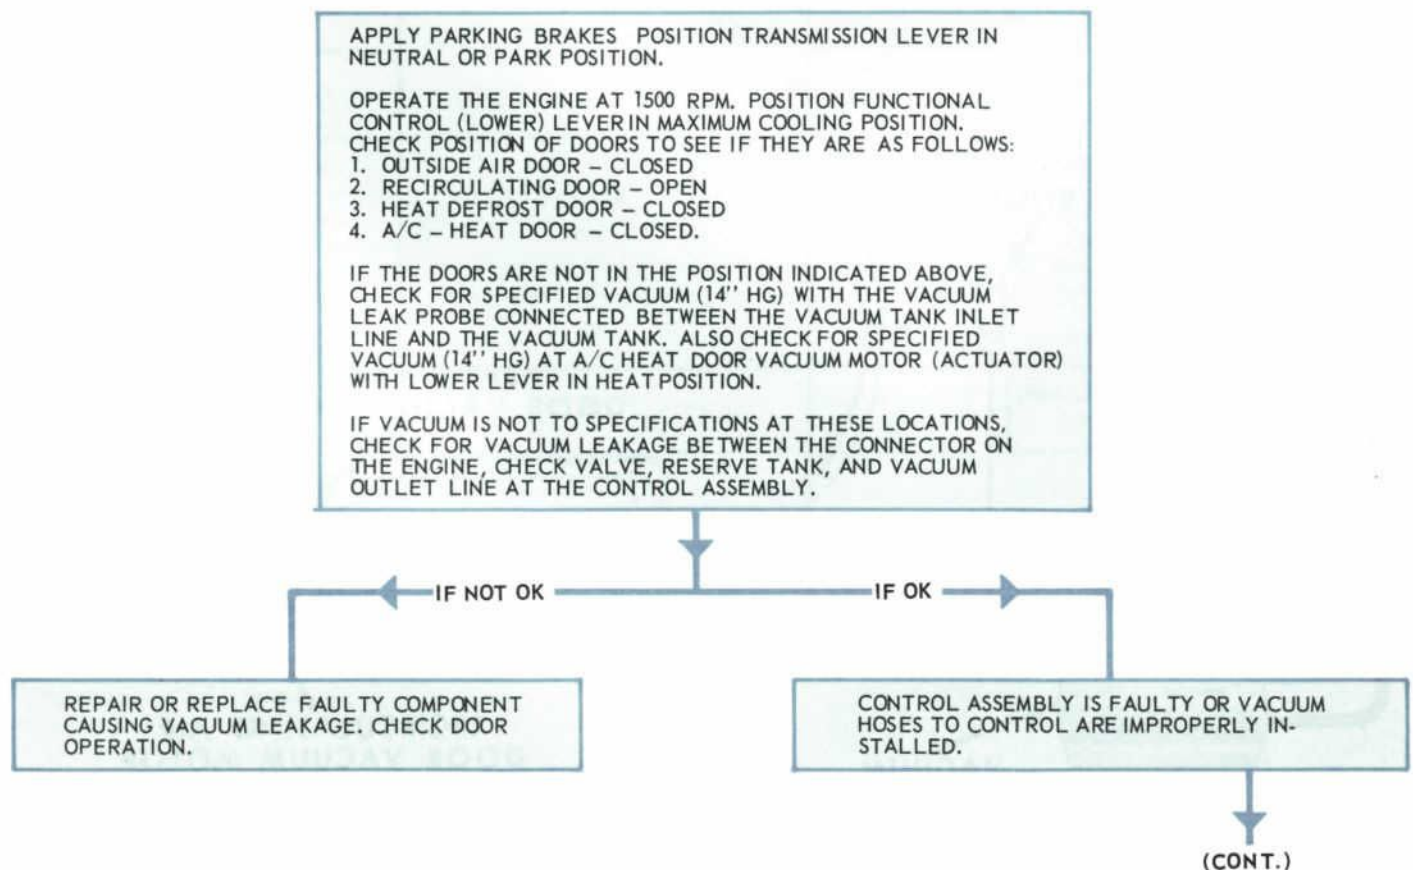 APPLY PARKING BRAKES POSITION TRANSMISSION LEVER IN
NEUTRAL OR PARK POSITION.
OPERATE THE ENGINE AT 1500 RPM. POSITION FUNCTIONAL
CONTROL (LOWER) LEVER IN MAXIMUM COOLING POSITION.
CHECK POSITION OF DOORS TO SEE IF THEY ARE AS FOLLOWS:
1. OUTSIDE AIR DOOR – CLOSED
2. RECIRCULATING DOOR – OPEN
3. HEAT DEFROST DOOR – CLOSED
4. A/C – HEAT DOOR – CLOSED.
IF THE DOORS ARE NOT IN THE POSITION INDICATED ABOVE,
CHECK FOR SPECIFIED VACUUM (14'' HG) WITH THE VACUUM
LEAK PROBE CONNECTED BETWEEN THE VACUUM TANK INLET
LINE AND THE VACUUM TANK. ALSO CHECK FOR SPECIFIED
VACUUM (14'' HG) AT A/C HEAT DOOR VACUUM MOTOR (ACTUATOR)
WITH LOWER LEVER IN HEAT POSITION.
IF VACUUM IS NOT TO SPECIFICATIONS AT THESE LOCATIONS,
CHECK FOR VACUUM LEAKAGE BETWEEN THE CONNECTOR ON
THE ENGINE, CHECK VALVE, RESERVE TANK, AND VACUUM
OUTLET LINE AT THE CONTROL ASSEMBLY.
IF NOT OK
IF OK
REPAIR OR REPLACE FAULTY COMPONENT
CAUSING VACUUM LEAKAGE. CHECK DOOR
OPERATION.
CONTROL ASSEMBLY IS FAULTY OR VACUUM
HOSES TO CONTROL ARE IMPROPERLY IN-
STALLED.
(CONT.)